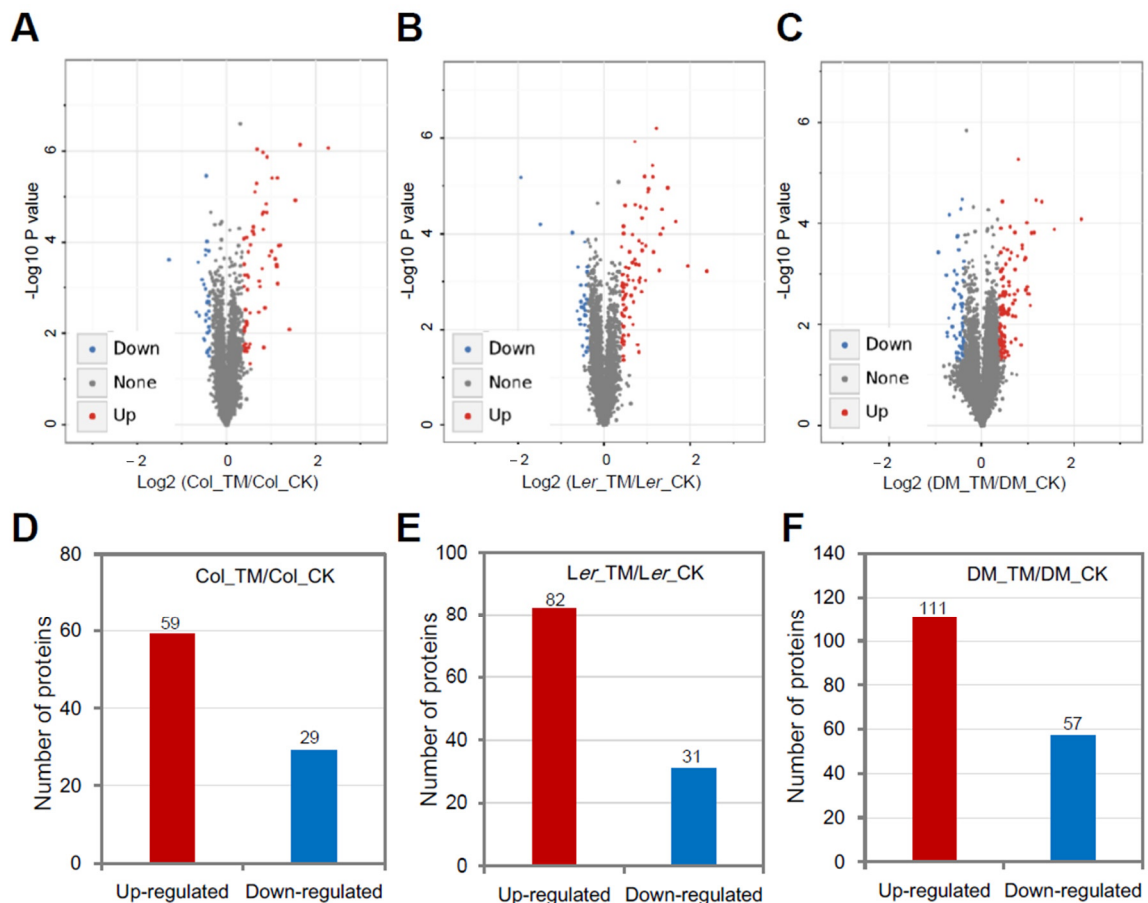 A
B
C
-Log10 P value
6
4
2
0
Down
None
Up
−2
0
2
Log2 (Col_TM/Col_CK)
-Log10 P value
6
4
2
0
Down
None
Up
−2
0
2
Log2 (Ler_TM/Ler_CK)
-Log10 P value
6
4
2
0
Down
None
Up
−2
0
2
Log2 (DM_TM/DM_CK)
D
E
F
Number of proteins
80
60
40
20
0
Col_TM/Col_CK
59
29
Up-regulated Down-regulated
Number of proteins
100
80
60
40
20
0
Ler_TM/Ler_CK
82
31
Up-regulated Down-regulated
Number of proteins
140
120
100
80
60
40
20
0
DM_TM/DM_CK
111
57
Up-regulated Down-regulated